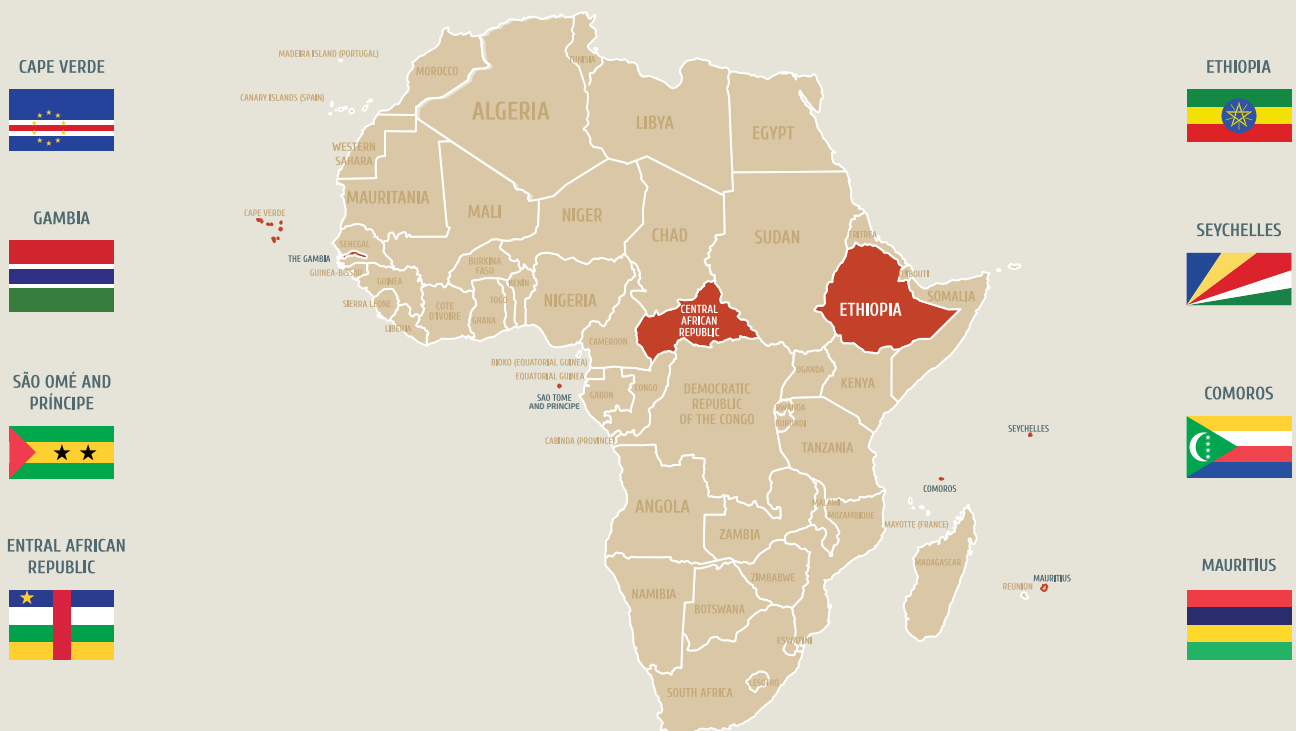 CAPE VERDE
GAMBIA
SÃO OMÉ AND
PRÍNCIPE
ENTRAL AFRICAN
REPUBLIC
MADEIRA ISLAND (PORTUGAL)
CANARY ISLANDS (SPAIN)
MOROCCO
TUNISIA
ALGERIA
LIBYA
EGYPT
WESTERN
SAHARA
MAURITANIA
MALI
NIGER
CHAD
SUDAN
ERITREA
CAPE VERDE
SENEGAL
THE GAMBIA
GUINEA-BISSAU
GUINEA
SIERRA LEONE
LIBERIA
COTE
D'IVOIRE
BURKINA
FASO
GHANA
TOGO
BENIN
NIGERIA
CAMEROON
CENTRAL
AFRICAN
REPUBLIC
ETHIOPIA
DJIBOUTI
SOMALIA
BIOKO (EQUATORIAL GUINEA)
EQUATORIAL GUINEA
SAO TOME
AND PRINCIPE
GABON
CONGO
CABINDA (PROVINCE)
DEMOCRATIC
REPUBLIC
OF THE CONGO
UGANDA
KENYA
RWANDA
BURUNDI
TANZANIA
SEYCHELLES
COMOROS
ANGOLA
ZAMBIA
MALAWI
MOZAMBIQUE
MAYOTTE (FRANCE)
MADAGASCAR
REUNION
MAURITIUS
NAMIBIA
BOTSWANA
ZIMBABWE
ESWATINI
LESOTHO
SOUTH AFRICA
ETHIOPIA
SEYCHELLES
COMOROS
MAURITIUS